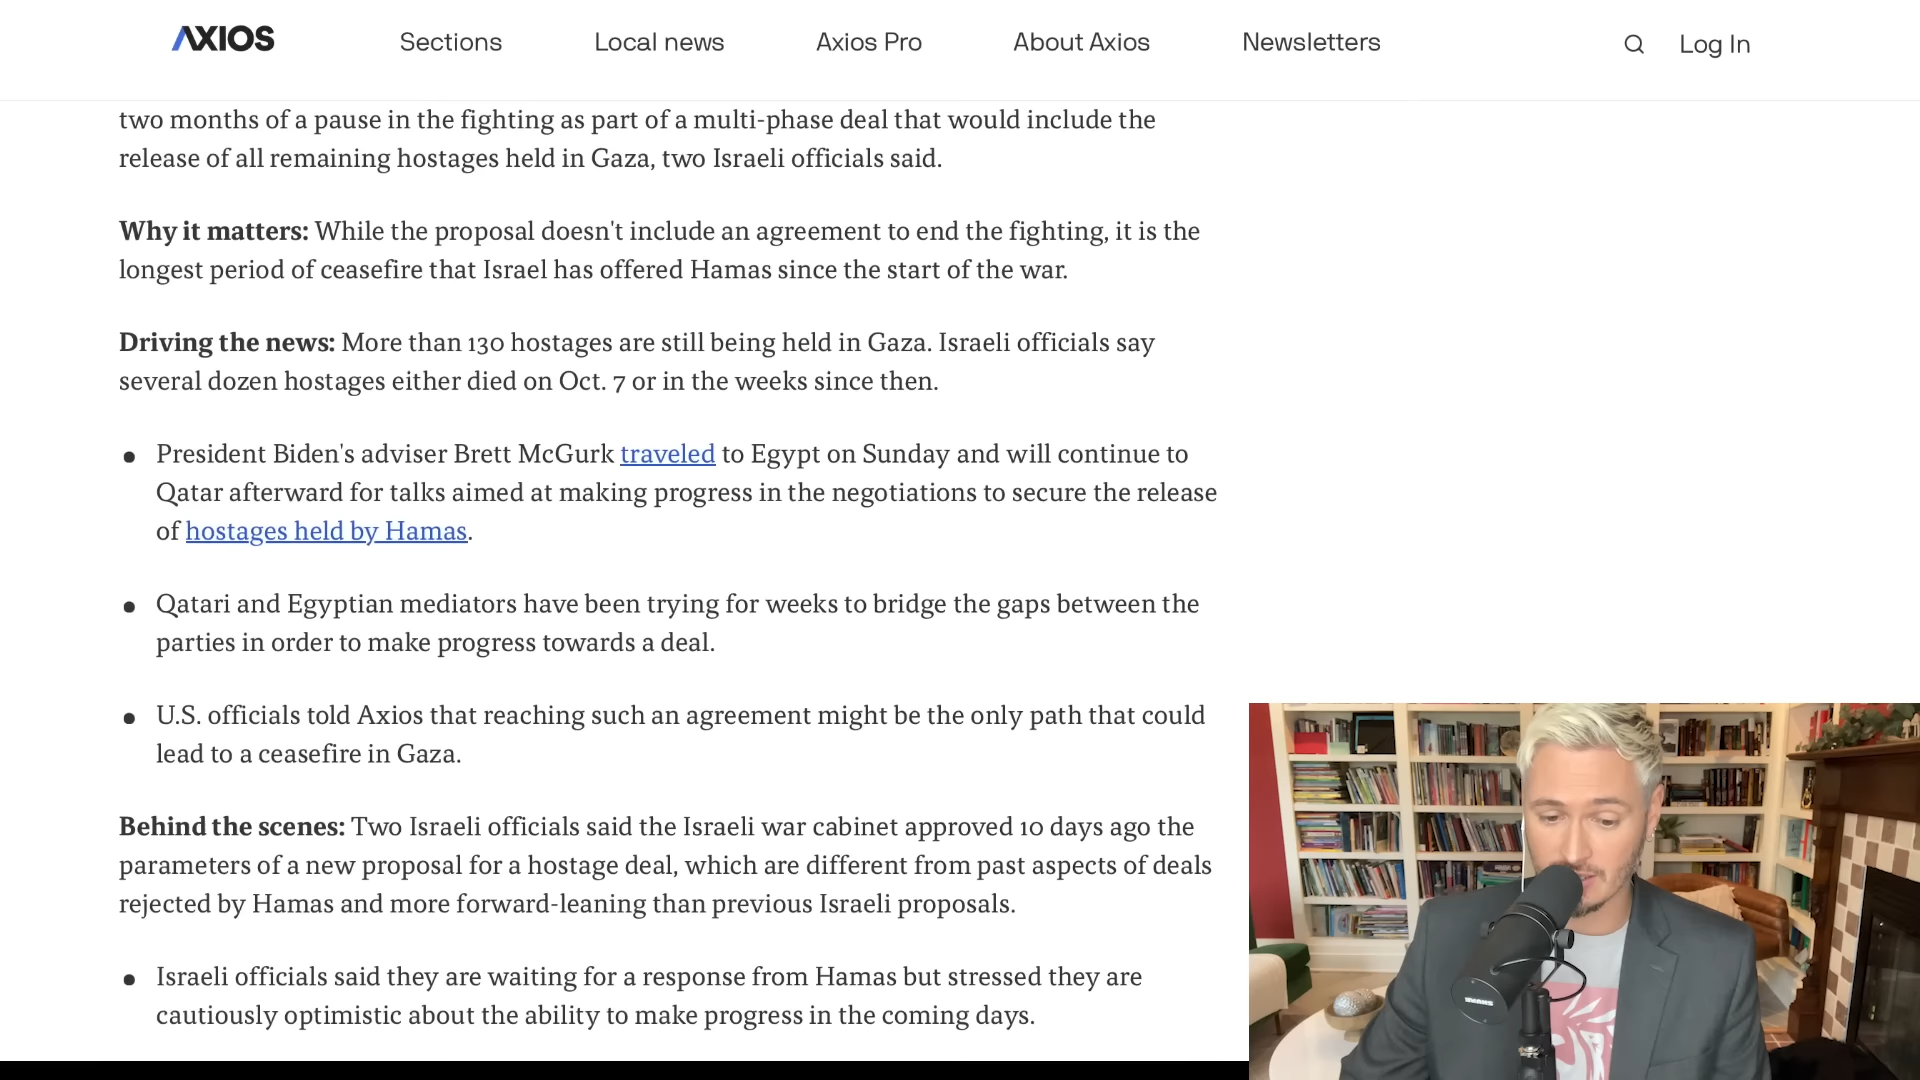 AXIOS
Sections
Local news
Axios Pro
About Axios
Newsletters
Log In
two months of a pause in the fighting as part of a multi-phase deal that would include the
release of all remaining hostages held in Gaza, two Israeli officials said.
Why it matters: While the proposal doesn't include an agreement to end the fighting, it is the
longest period of ceasefire that Israel has offered Hamas since the start of the war.
Driving the news: More than 130 hostages are still being held in Gaza. Israeli officials say
several dozen hostages either died on Oct. 7 or in the weeks since then.
● President Biden's adviser Brett McGurk traveled to Egypt on Sunday and will continue to
Qatar afterward for talks aimed at making progress in the negotiations to secure the release
of hostages held by Hamas.
● Qatari and Egyptian mediators have been trying for weeks to bridge the gaps between the
parties in order to make progress towards a deal.
● U.S. officials told Axios that reaching such an agreement might be the only path that could
lead to a ceasefire in Gaza.
Behind the scenes: Two Israeli officials said the Israeli war cabinet approved 10 days ago the
parameters of a new proposal for a hostage deal, which are different from past aspects of deals
rejected by Hamas and more forward-leaning than previous Israeli proposals.
● Israeli officials said they are waiting for a response from Hamas but stressed they are
cautiously optimistic about the ability to make progress in the coming days.
SHURE